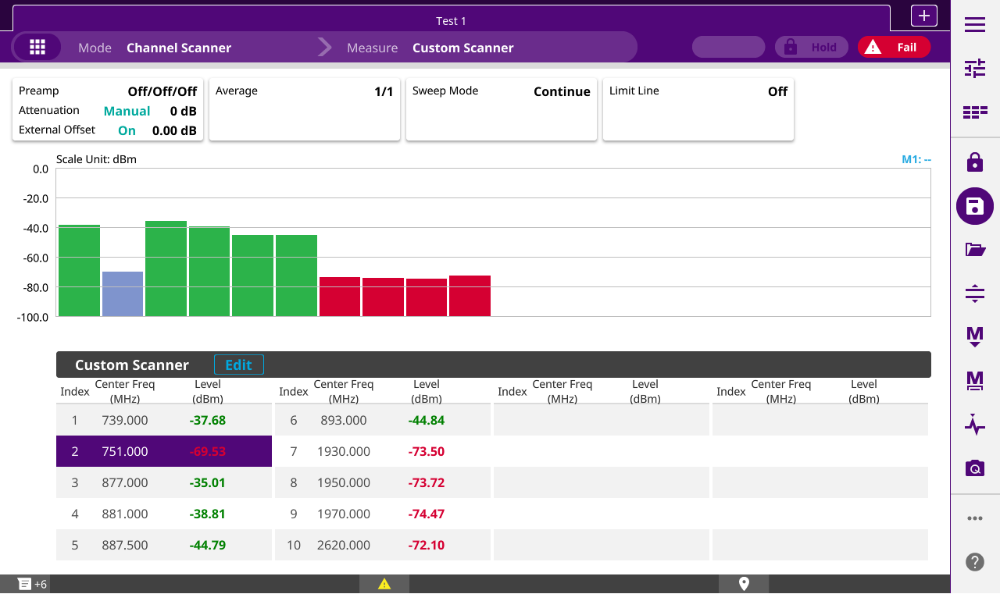 Test 1
Mode Channel Scanner Measure Custom Scanner Hold Fail
Preamp Off/Off/Off
Attenuation Manual 0 dB
External Offset On 0.00 dB
Average 1/1
Sweep Mode Continue
Limit Line Off
Scale Unit: dBm M1: --
0.0
-20.0
-40.0
-60.0
-80.0
-100.0
Custom Scanner Edit
Index Center Freq (MHz) Level (dBm) Index Center Freq (MHz) Level (dBm) Index Center Freq (MHz) Level (dBm) Index Center Freq (MHz) Level (dBm)
1 739.000 -37.68 6 893.000 -44.84
2 751.000 -69.53 7 1930.000 -73.50
3 877.000 -35.01 8 1950.000 -73.72
4 881.000 -38.81 9 1970.000 -74.47
5 887.500 -44.79 10 2620.000 -72.10
+6